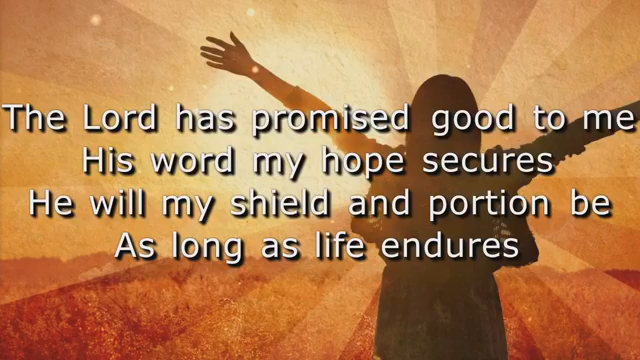 The Lord has promised good to me
His word my hope secures
He will my shield and portion be
As long as life endures